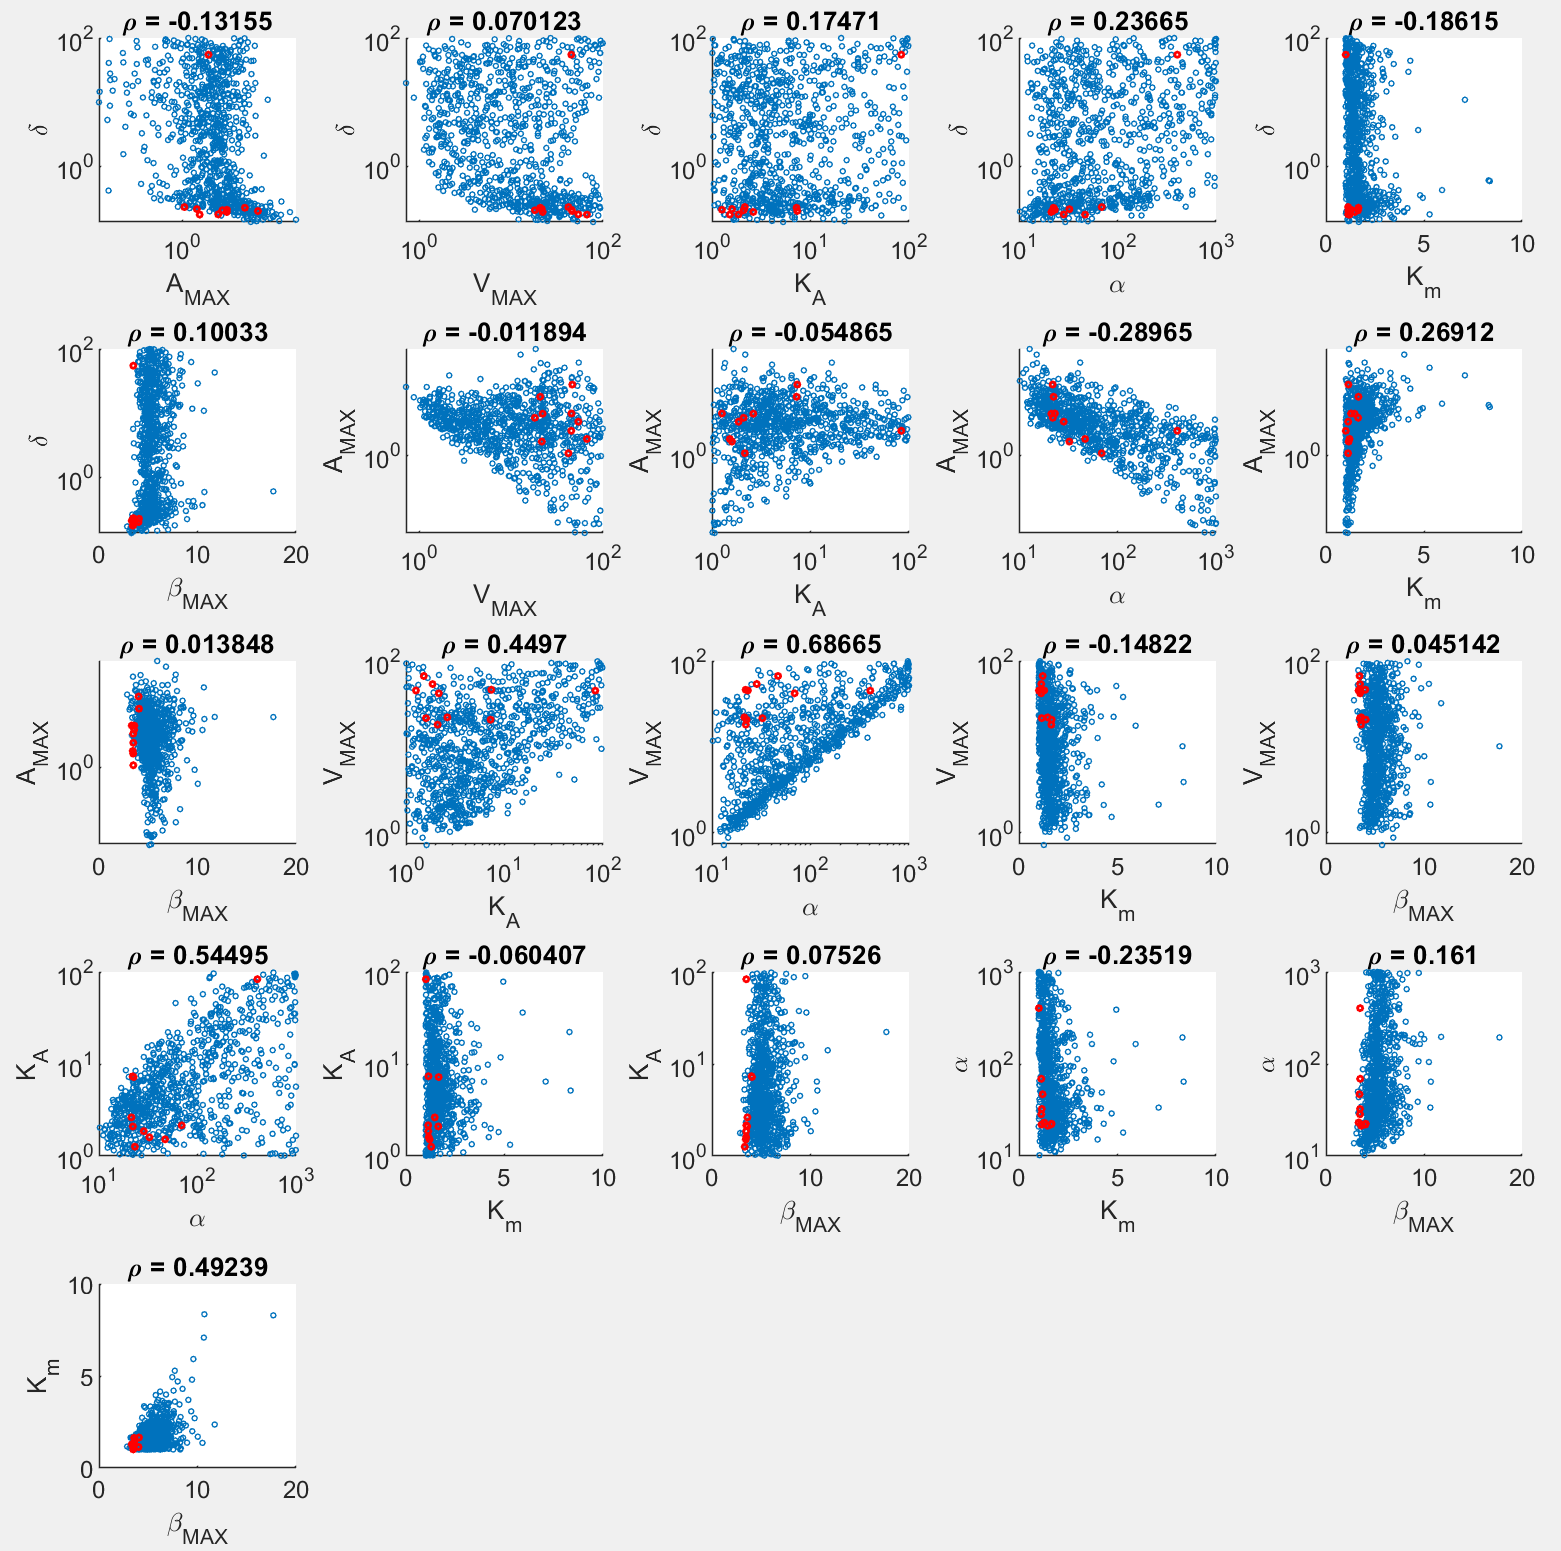 ρ = -0.13155 ρ = 0.070123 ρ = 0.17471 ρ = 0.23665 ρ = -0.18615
10² 10² 10² 10² 10²
δ δ δ δ δ
10⁰ 10⁰ 10⁰ 10⁰ 10⁰
10⁰ 10⁰ 10² 10⁰ 10¹ 10² 10¹ 10² 10³ 0 5 10
A_MAX V_MAX K_A α K_m
ρ = 0.10033 ρ = -0.011894 ρ = -0.054865 ρ = -0.28965 ρ = 0.26912
10²
δ A_MAX A_MAX A_MAX A_MAX
10⁰ 10⁰ 10⁰ 10⁰ 10⁰
0 10 20 10⁰ 10² 10⁰ 10¹ 10² 10¹ 10² 10³ 0 5 10
β_MAX V_MAX K_A α K_m
ρ = 0.013848 ρ = 0.4497 ρ = 0.68665 ρ = -0.14822 ρ = 0.045142
10² 10² 10² 10²
A_MAX V_MAX V_MAX V_MAX V_MAX
10⁰ 10⁰ 10⁰ 10⁰ 10⁰
0 10 20 10⁰ 10¹ 10² 10¹ 10² 10³ 0 5 10 0 10 20
β_MAX K_A α K_m β_MAX
ρ = 0.54495 ρ = -0.060407 ρ = 0.07526 ρ = -0.23519 ρ = 0.161
10² 10² 10² 10³ 10³
K_A K_A K_A α α
10¹ 10¹ 10¹ 10² 10²
10⁰ 10⁰ 10⁰ 10¹ 10¹
10¹ 10² 10³ 0 5 10 0 10 20 0 5 10 0 10 20
α K_m β_MAX K_m β_MAX
ρ = 0.49239
10
K_m
5
0
0 10 20
β_MAX